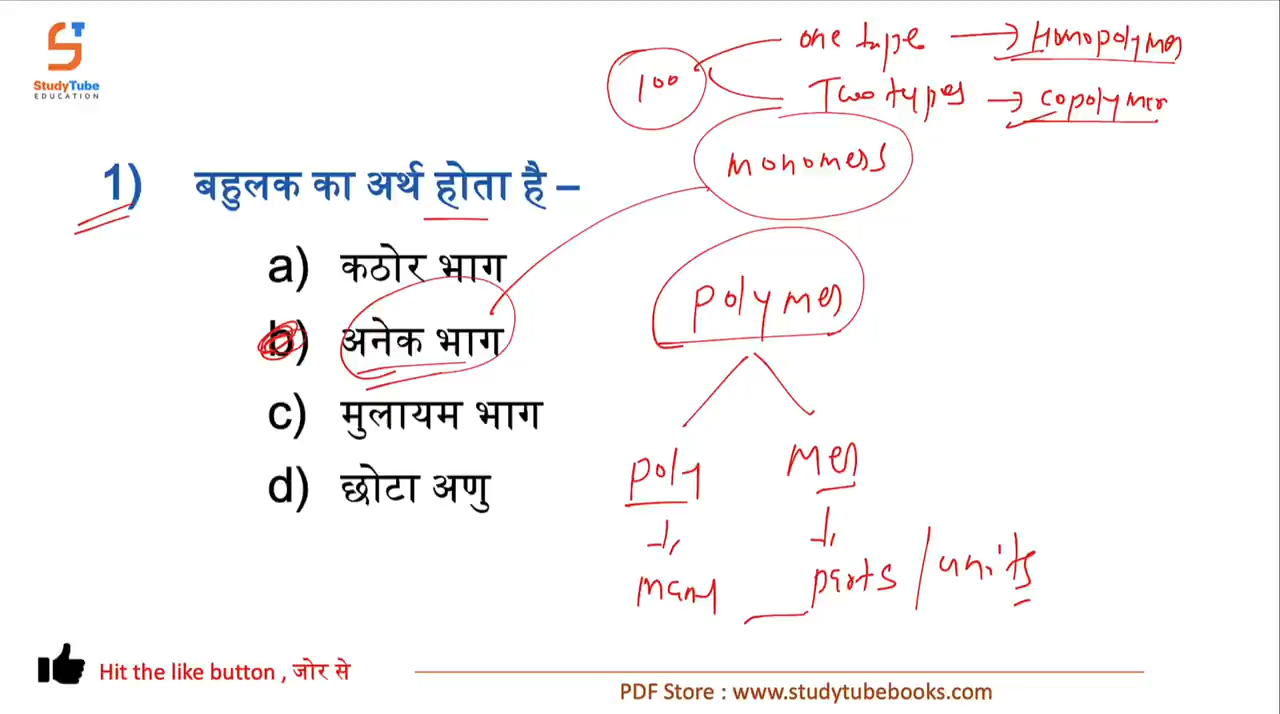 StudyTube
EDUCATION
100
one type → Homopolymer
Two types → copolymer
monomers
1) बहुलक का अर्थ होता है –
a) कठोर भाग
b) अनेक भाग
c) मुलायम भाग
d) छोटा अणु
polymer
poly mer
many parts / units
Hit the like button , जोर से
PDF Store : www.studytubebooks.com